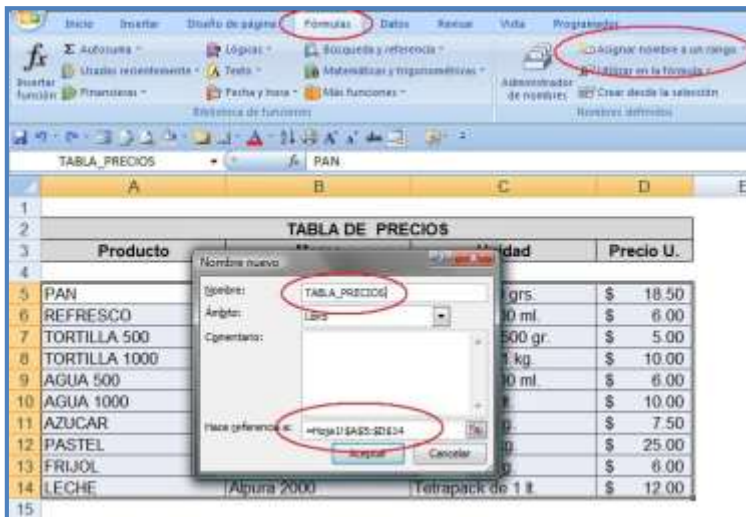 Inicio Insertar Diseño de página Fórmulas Datos Revisar Vista Programador
fx Σ Autosuma Lógicas Búsqueda y referencia Asignar nombre a un rango
Insertar función Usadas recientemente Texto Matemáticas y trigonométricas Administrador de nombres Utilizar en la fórmula
Financieras Fecha y hora Más funciones Crear desde la selección
Biblioteca de funciones Nombres definidos
TABLA_PRECIOS fx PAN
A B C D E
1
2 TABLA DE PRECIOS
3 Producto Precio U.
4
Nombre nuevo
Nombre: TABLA_PRECIOS
Ámbito: Libro
Comentario:
Hace referencia a: =Hoja1!$A$5:$D$14
Aceptar Cancelar
5 PAN grs. $ 18.50
6 REFRESCO ml. $ 6.00
7 TORTILLA 500 500 gr. $ 5.00
8 TORTILLA 1000 1 kg. $ 10.00
9 AGUA 500 ml. $ 6.00
10 AGUA 1000 $ 10.00
11 AZUCAR $ 7.50
12 PASTEL $ 25.00
13 FRIJOL $ 6.00
14 LECHE Alpura 2000 Tetrapack de 1 lt. $ 12.00
15